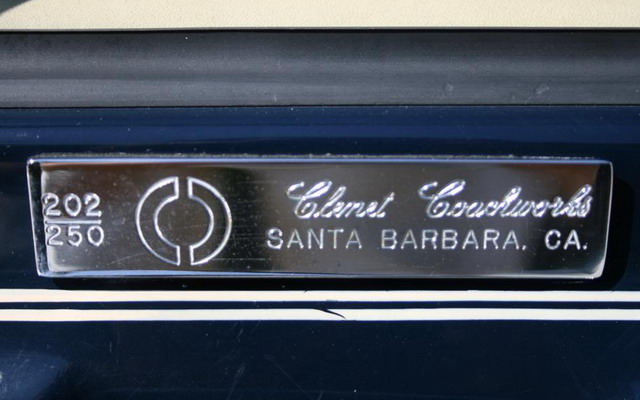 202
250
Clenet Coachworks
SANTA BARBARA, CA.